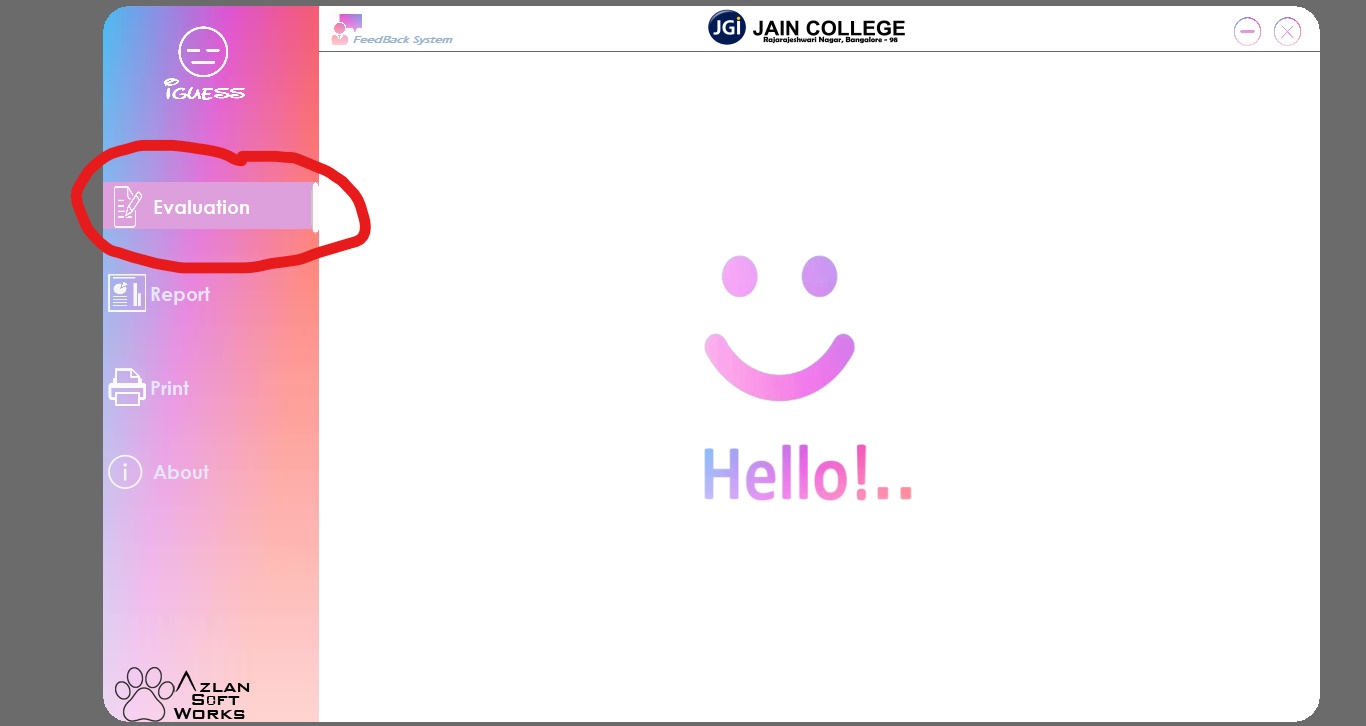 iGUESS
FeedBack System
JGi JAIN COLLEGE
Rajarajeshwari Nagar, Bangalore - 98
Evaluation
Report
Print
About
Hello!..
AZLAN
SOFT
WORKS